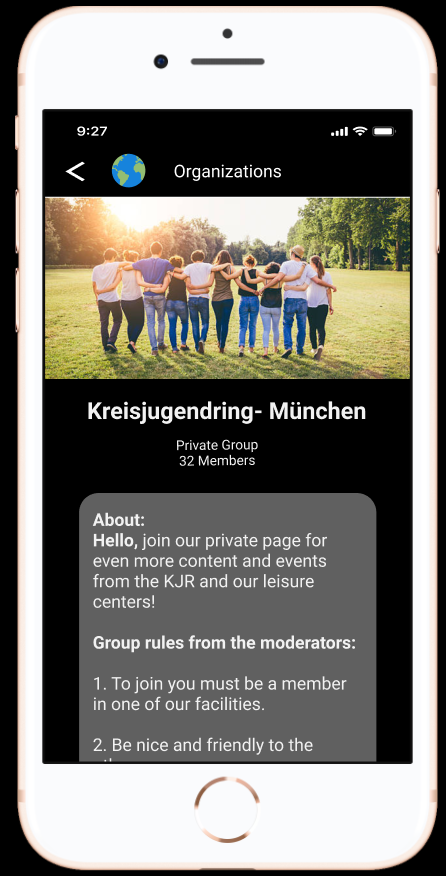 9:27
Organizations
Kreisjugendring- München
Private Group
32 Members
About:
Hello, join our private page for
even more content and events
from the KJR and our leisure
centers!
Group rules from the moderators:
1. To join you must be a member
in one of our facilities.
2. Be nice and friendly to the